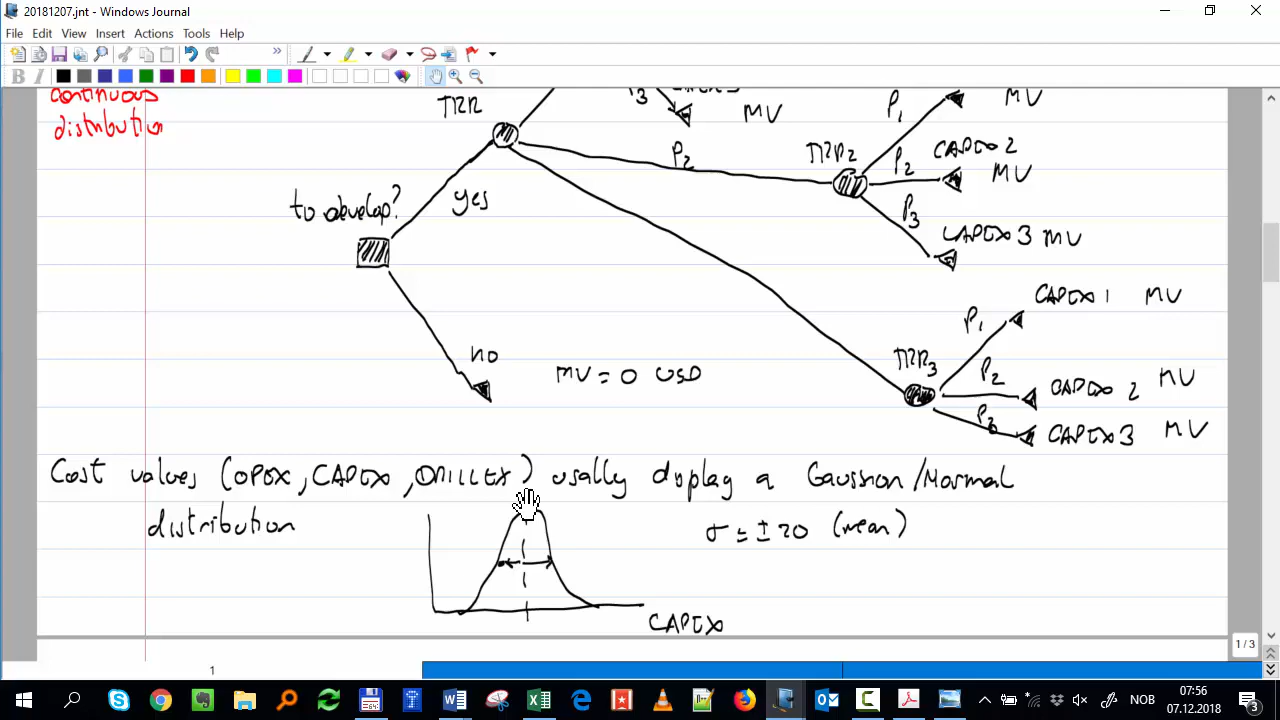 20181207.jnt - Windows Journal
File Edit View Insert Actions Tools Help
continuous
distribution
TRR
P3
MV
P1
MV
P2
TRR2
CAPEX 2
P2
MV
to develop?
yes
P3
CAPEX 3 MV
CAPEX 1 MV
P1
no
MV = 0 USD
TRR3
P2
CAPEX 2 MV
P3
CAPEX 3 MV
Cost values (OPEX, CAPEX, DRILLEX) usally display a Gaussian/Normal
distribution
σ ≈ ± 20 (mean)
CAPEX
1/3
1
NOB
07:56
07.12.2018
3